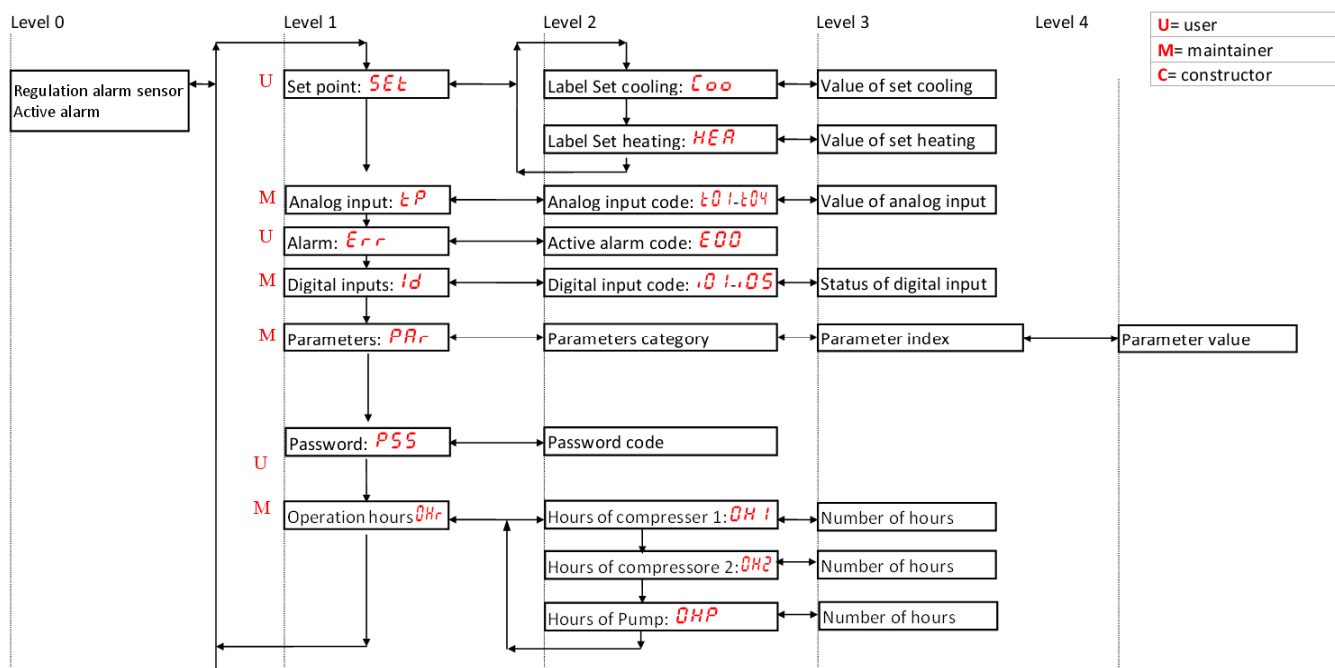 Level 0 Level 1 Level 2 Level 3 Level 4
U= user
M= maintainer
C= constructor
Regulation alarm sensor
Active alarm
U Set point: SEt Label Set cooling: Coo Value of set cooling
Label Set heating: HEA Value of set heating
M Analog input: tP Analog input code: t01-t04 Value of analog input
U Alarm: Err Active alarm code: E00
M Digital inputs: Id Digital input code: i01-i05 Status of digital input
M Parameters: PAr Parameters category Parameter index Parameter value
Password: PSS Password code
U
M Operation hours OHr Hours of compresser 1: OH1 Number of hours
Hours of compressore 2: OH2 Number of hours
Hours of Pump: OHP Number of hours